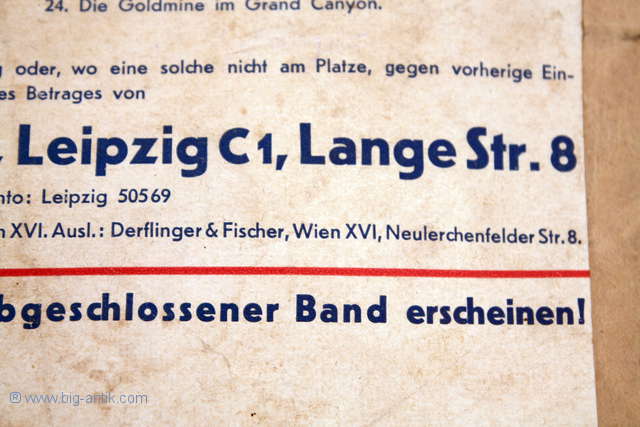 24. Die Goldmine im Grand Canyon.
oder, wo eine solche nicht am Platze, gegen vorherige Ein-
es Betrages von
Leipzig C 1, Lange Str. 8
nto: Leipzig 50569
n XVI. Ausl.: Derflinger & Fischer, Wien XVI, Neulerchenfelder Str. 8.
bgeschlossener Band erscheinen!
® www.big-antik.com